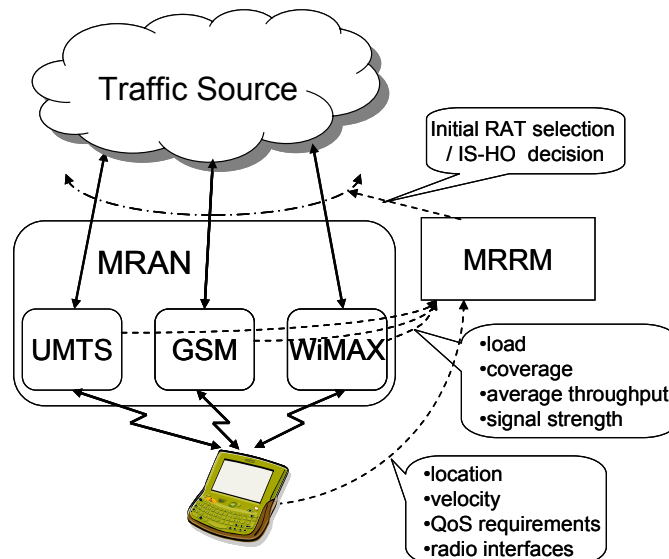 Traffic Source
Initial RAT selection
/ IS-HO decision
MRAN
MRRM
UMTS
GSM
WiMAX
•load
•coverage
•average throughput
•signal strength
•location
•velocity
•QoS requirements
•radio interfaces